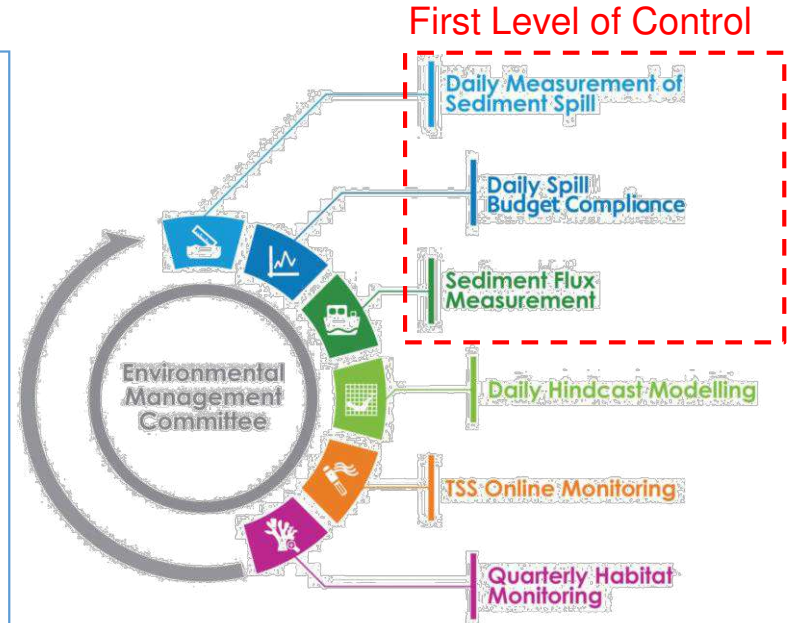 First Level of Control
Daily Measurement of
Sediment Spill
Daily Spill
Budget Compliance
Sediment Flux
Measurement
Environmental
Management
Committee
Daily Hindcast Modelling
TSS Online Monitoring
Quarterly Habitat
Monitoring